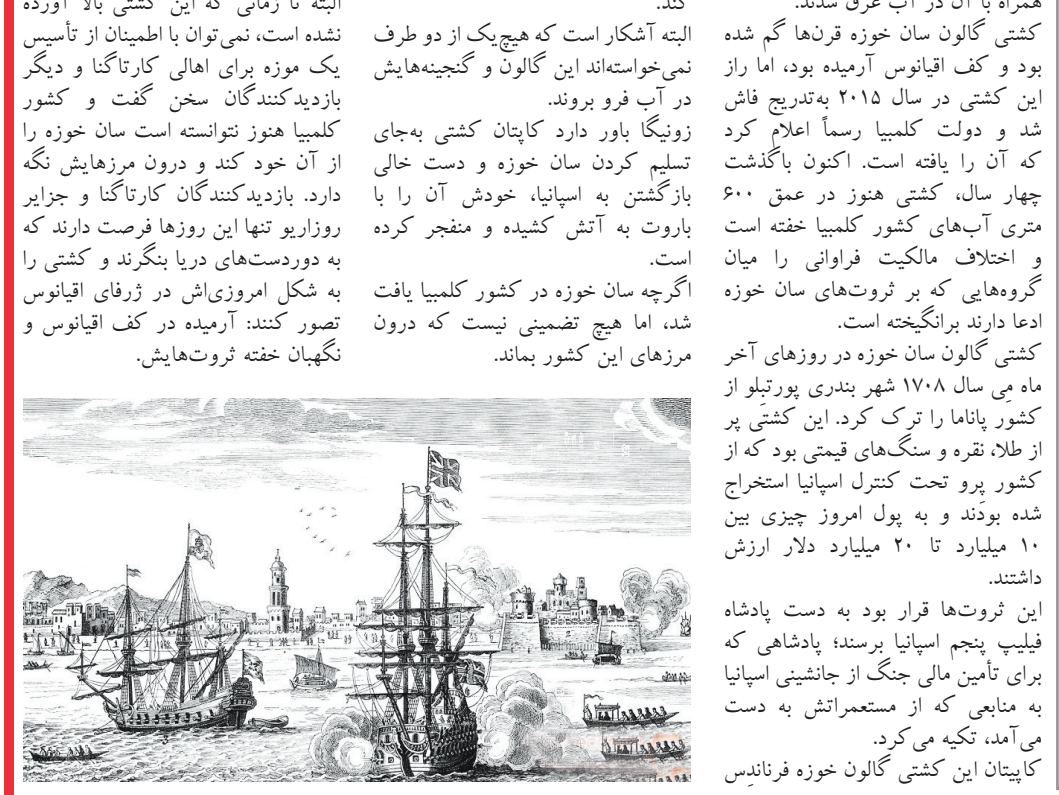 همراه با آن در آب غرق شدند.
کشتی گالون سان خوزه قرن‌ها گم شده
بود و کف اقیانوس آرمیده بود، اما راز
این کشتی در سال ۲۰۱۵ به‌تدریج فاش
شد و دولت کلمبیا رسماً اعلام کرد
که آن را یافته است. اکنون باگذشت
چهار سال، کشتی هنوز در عمق ۶۰۰
متری آب‌های کشور کلمبیا خفته است
و اختلاف مالکیت فراوانی را میان
گروه‌هایی که بر ثروت‌های سان خوزه
ادعا دارند برانگیخته است.
کشتی گالون سان خوزه در روزهای آخر
ماه مِی سال ۱۷۰۸ شهر بندری پورتبِلو از
کشور پاناما را ترک کرد. این کشتی پر
از طلا، نقره و سنگ‌های قیمتی بود که از
کشور پِرو تحت کنترل اسپانیا استخراج
شده بودند و به پول امروز چیزی بین
۱۰ میلیارد تا ۲۰ میلیارد دلار ارزش
داشتند.
این ثروت‌ها قرار بود به دست پادشاه
فیلیپ پنجم اسپانیا برسند؛ پادشاهی که
برای تأمین مالی جنگ از جانشینی اسپانیا
به منابعی که از مستعمراتش به دست
می‌آمد، تکیه می‌کرد.
کاپیتان این کشتی گالون خوزه فرناندِس
کند.
البته آشکار است که هیچ‌یک از دو طرف
نمی‌خواسته‌اند این گالون و گنجینه‌هایش
در آب فرو بروند.
زونیگا باور دارد کاپتان کشتی به‌جای
تسلیم کردن سان خوزه و دست خالی
بازگشتن به اسپانیا، خودش آن را با
باروت به آتش کشیده و منفجر کرده
است.
اگرچه سان خوزه در کشور کلمبیا یافت
شد، اما هیچ تضمینی نیست که درون
مرزهای این کشور بماند.
البته تا زمانی که این کشتی بالا آورده
نشده است، نمی‌توان با اطمینان از تأسیس
یک موزه برای اهالی کارتاگنا و دیگر
بازدیدکنندگان سخن گفت و کشور
کلمبیا هنوز نتوانسته است سان خوزه را
از آن خود کند و درون مرزهایش نگه
دارد. بازدیدکنندگان کارتاگنا و جزایر
روزاریو تنها این روزها فرصت دارند که
به دوردست‌های دریا بنگرند و کشتی را
به شکل امروزی‌اش در ژرفای اقیانوس
تصور کنند: آرمیده در کف اقیانوس و
نگهبان خفته ثروت‌هایش.